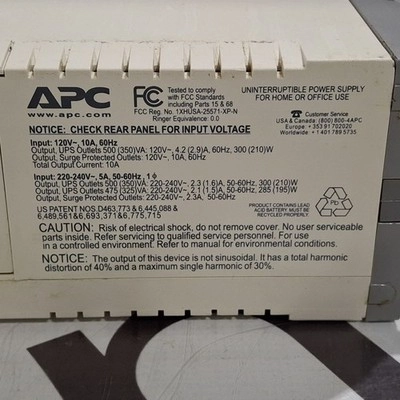 APC
www.apc.com
FC Tested to comply
with FCC Standards
including
Parts 15 & 68
FCC Reg. No. 1XHUSA-25571-XP-N
Ringer Equivalence: 0.0
UNINTERRUPTIBLE POWER SUPPLY
FOR HOME OR OFFICE USE
Customer Service
USA & Canada: (800) 800-4APC
Europe: + 353 91 702020
Worldwide: + 1 401 789 5735
NOTICE: CHECK REAR PANEL FOR INPUT VOLTAGE
Input: 120V~, 10A, 60Hz
Output, UPS Outlets 500 (350)VA: 120V~, 4.2 (2.9)A, 60Hz, 300 (210)W
Output, Surge Protected Outlets: 120V~, 10A, 60Hz
Total Output Current: 10A
Input: 220-240V~, 5A, 50-60Hz, 1ϕ
Output, UPS Outlets 500 (350)VA: 220-240V~, 2.3 (1.6)A, 50-60Hz, 300 (210)W
Output, UPS Outlets 475 (325)VA: 220-240V~, 2.1 (1.5)A, 50-60Hz, 285 (195)W
Output, Surge Protected Outlets: 220-240V~, 2.3A, 50-60Hz
US PATENT NOS D463,773 & 6,445,088 &
6,489,561 & 6,693,371 & 6,775,715
PRODUCT CONTAINS LEAD
ACID BATTERY. MUST BE
RECYCLED PROPERLY
Pb
CAUTION: Risk of electrical shock, do not remove cover. No user serviceable
parts inside. Refer servicing to qualified service personnel. For use in
a controlled environment. Refer to manual for environmental conditions.
NOTICE: The output of this device is not sinusoidal. It has a total harmonic
distortion of 40% and a maximum single harmonic of 30%.